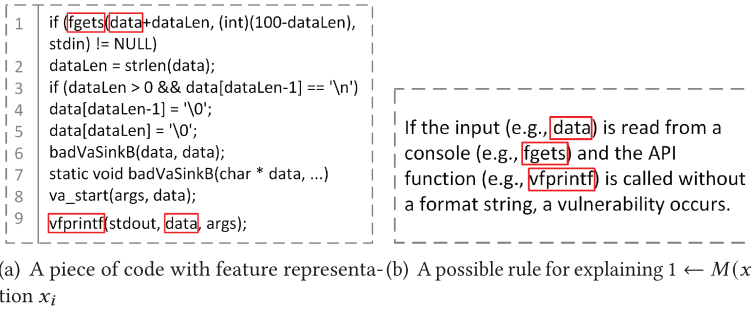 1 if (fgets(data+dataLen, (int)(100-dataLen),
stdin) != NULL)
2 dataLen = strlen(data);
3 if (dataLen > 0 && data[dataLen-1] == '\n')
4 data[dataLen-1] = '\0';
5 data[dataLen] = '\0';
6 badVaSinkB(data, data);
7 static void badVaSinkB(char * data, ...)
8 va_start(args, data);
9 vfprintf(stdout, data, args);
If the input (e.g., data) is read from a
console (e.g., fgets) and the API
function (e.g., vfprintf) is called without
a format string, a vulnerability occurs.
(a) A piece of code with feature representa-
tion xi
(b) A possible rule for explaining 1 ← M(x